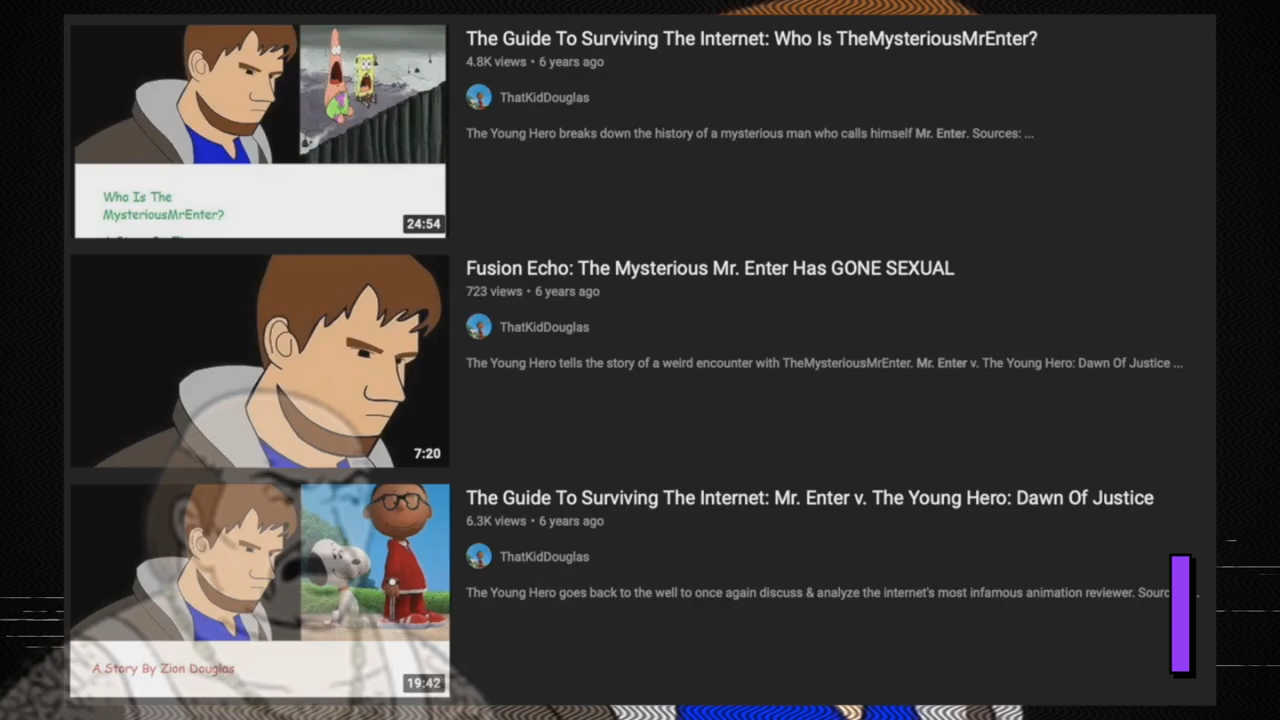 The Guide To Surviving The Internet: Who Is TheMysteriousMrEnter?
4.8K views • 6 years ago
ThatKidDouglas
The Young Hero breaks down the history of a mysterious man who calls himself Mr. Enter. Sources: ...
Who Is The
MysteriousMrEnter?
24:54
Fusion Echo: The Mysterious Mr. Enter Has GONE SEXUAL
723 views • 6 years ago
ThatKidDouglas
The Young Hero tells the story of a weird encounter with TheMysteriousMrEnter. Mr. Enter v. The Young Hero: Dawn Of Justice ...
7:20
The Guide To Surviving The Internet: Mr. Enter v. The Young Hero: Dawn Of Justice
6.3K views • 6 years ago
ThatKidDouglas
The Young Hero goes back to the well to once again discuss & analyze the internet's most infamous animation reviewer. Sourc
A Story By Zion Douglas
19:42